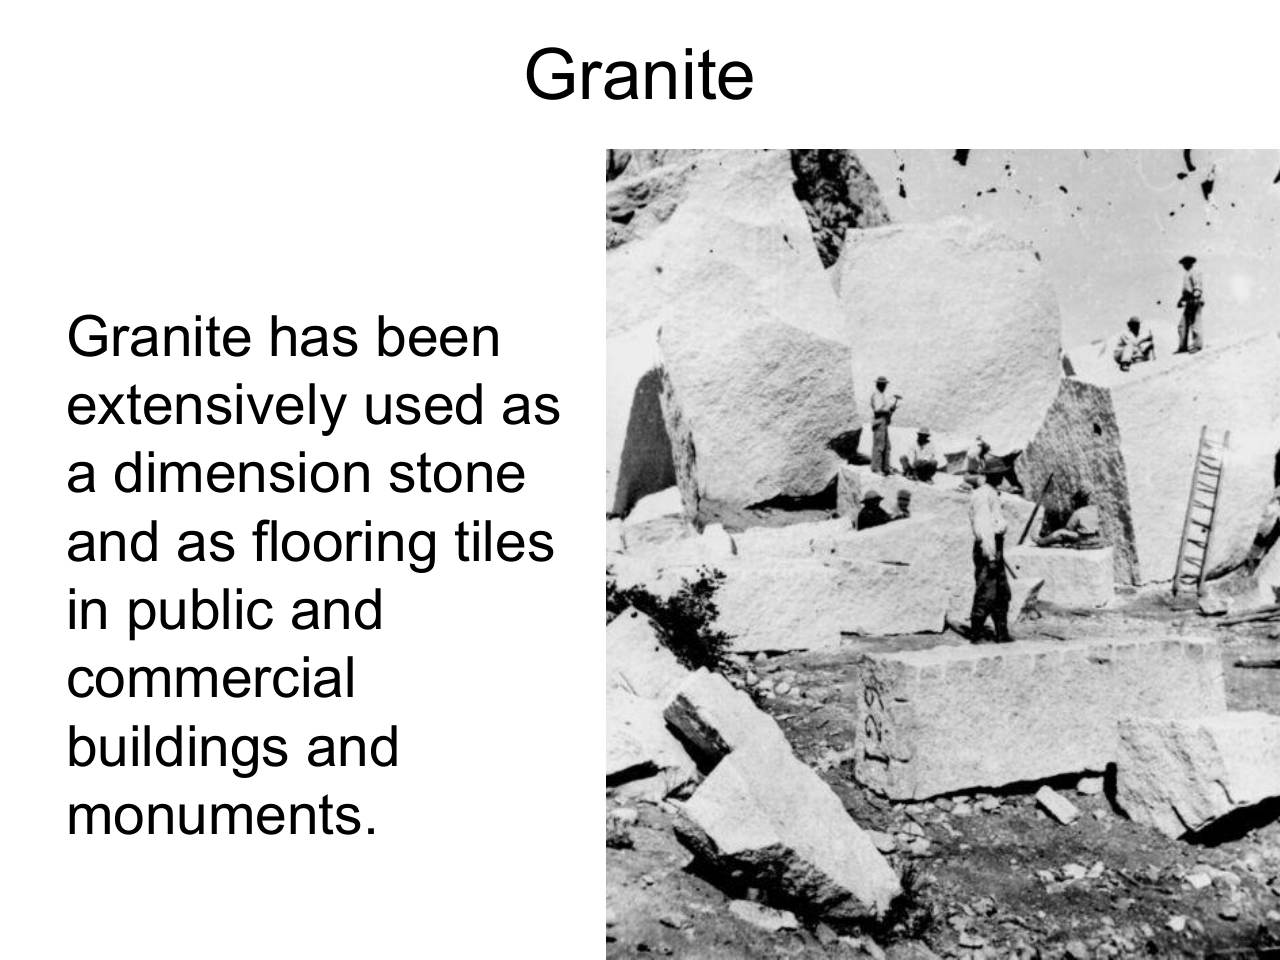 Granite
Granite has been
extensively used as
a dimension stone
and as flooring tiles
in public and
commercial
buildings and
monuments.